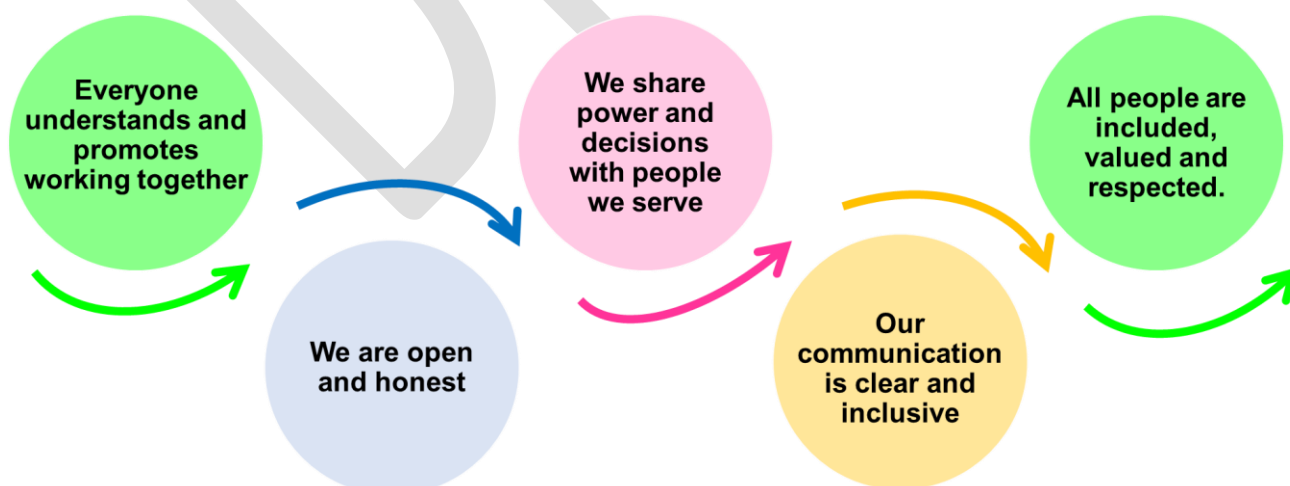 Everyone
understands and
promotes
working together
We are open
and honest
We share
power and
decisions
with people
we serve
Our
communication
is clear and
inclusive
All people are
included,
valued and
respected.